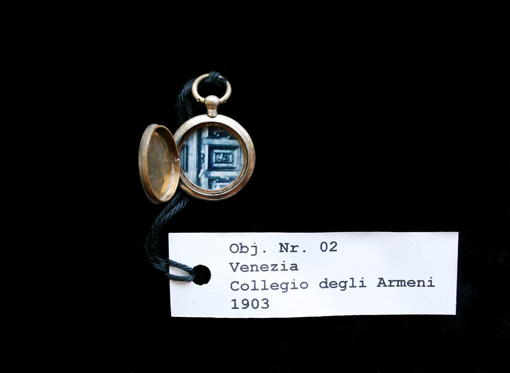 Obj. Nr. 02
Venezia
Collegio degli Armeni
1903